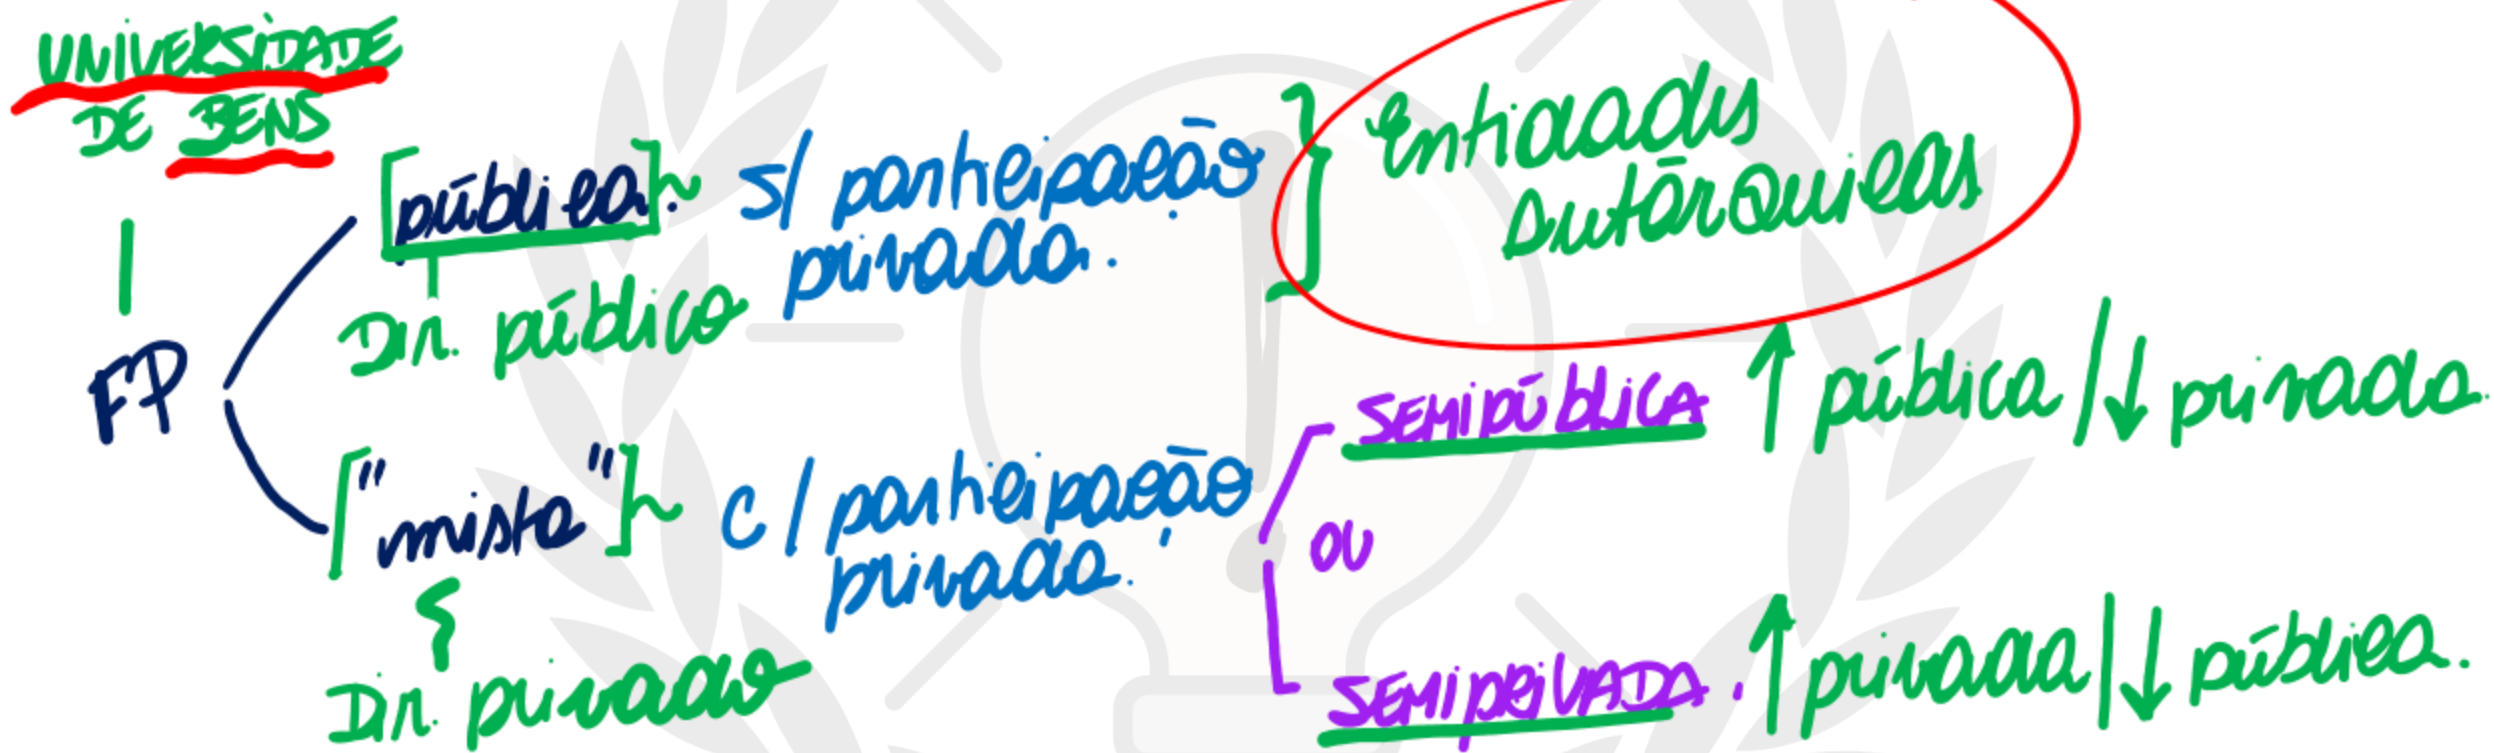 UNIVERSIDADE
DE BENS
FP
[pública]: s/ participação
privada.
Dir. público
entidades
autárquicas
["mista"] c/ participação
privada.
Dir. privado
SEMIPÚBLICA ↑ pública / ↓ privada.
ou
SEMIPRIVADA. ↑ privada / ↓ pública.